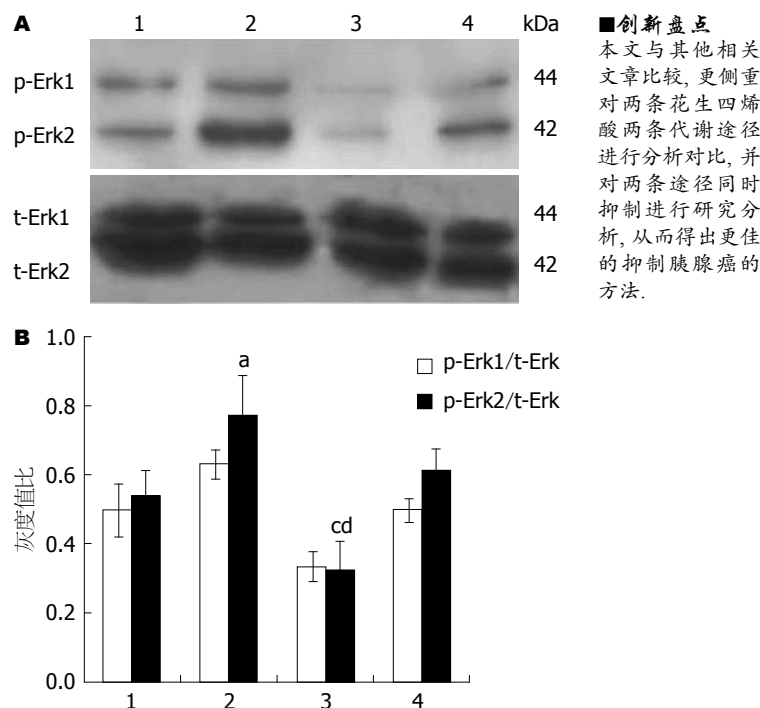 A 1 2 3 4 kDa
p-Erk1 44
p-Erk2 42
t-Erk1 44
t-Erk2 42
■创新盘点
本文与其他相关
文章比较, 更侧重
对两条花生四烯
酸两条代谢途径
进行分析对比, 并
对两条途径同时
抑制进行研究分
析, 从而得出更佳
的抑制胰腺癌的
方法.
B
1.0
0.8
0.6
0.4
0.2
0.0
灰度值比
a
cd
p-Erk1/t-Erk
p-Erk2/t-Erk
1 2 3 4